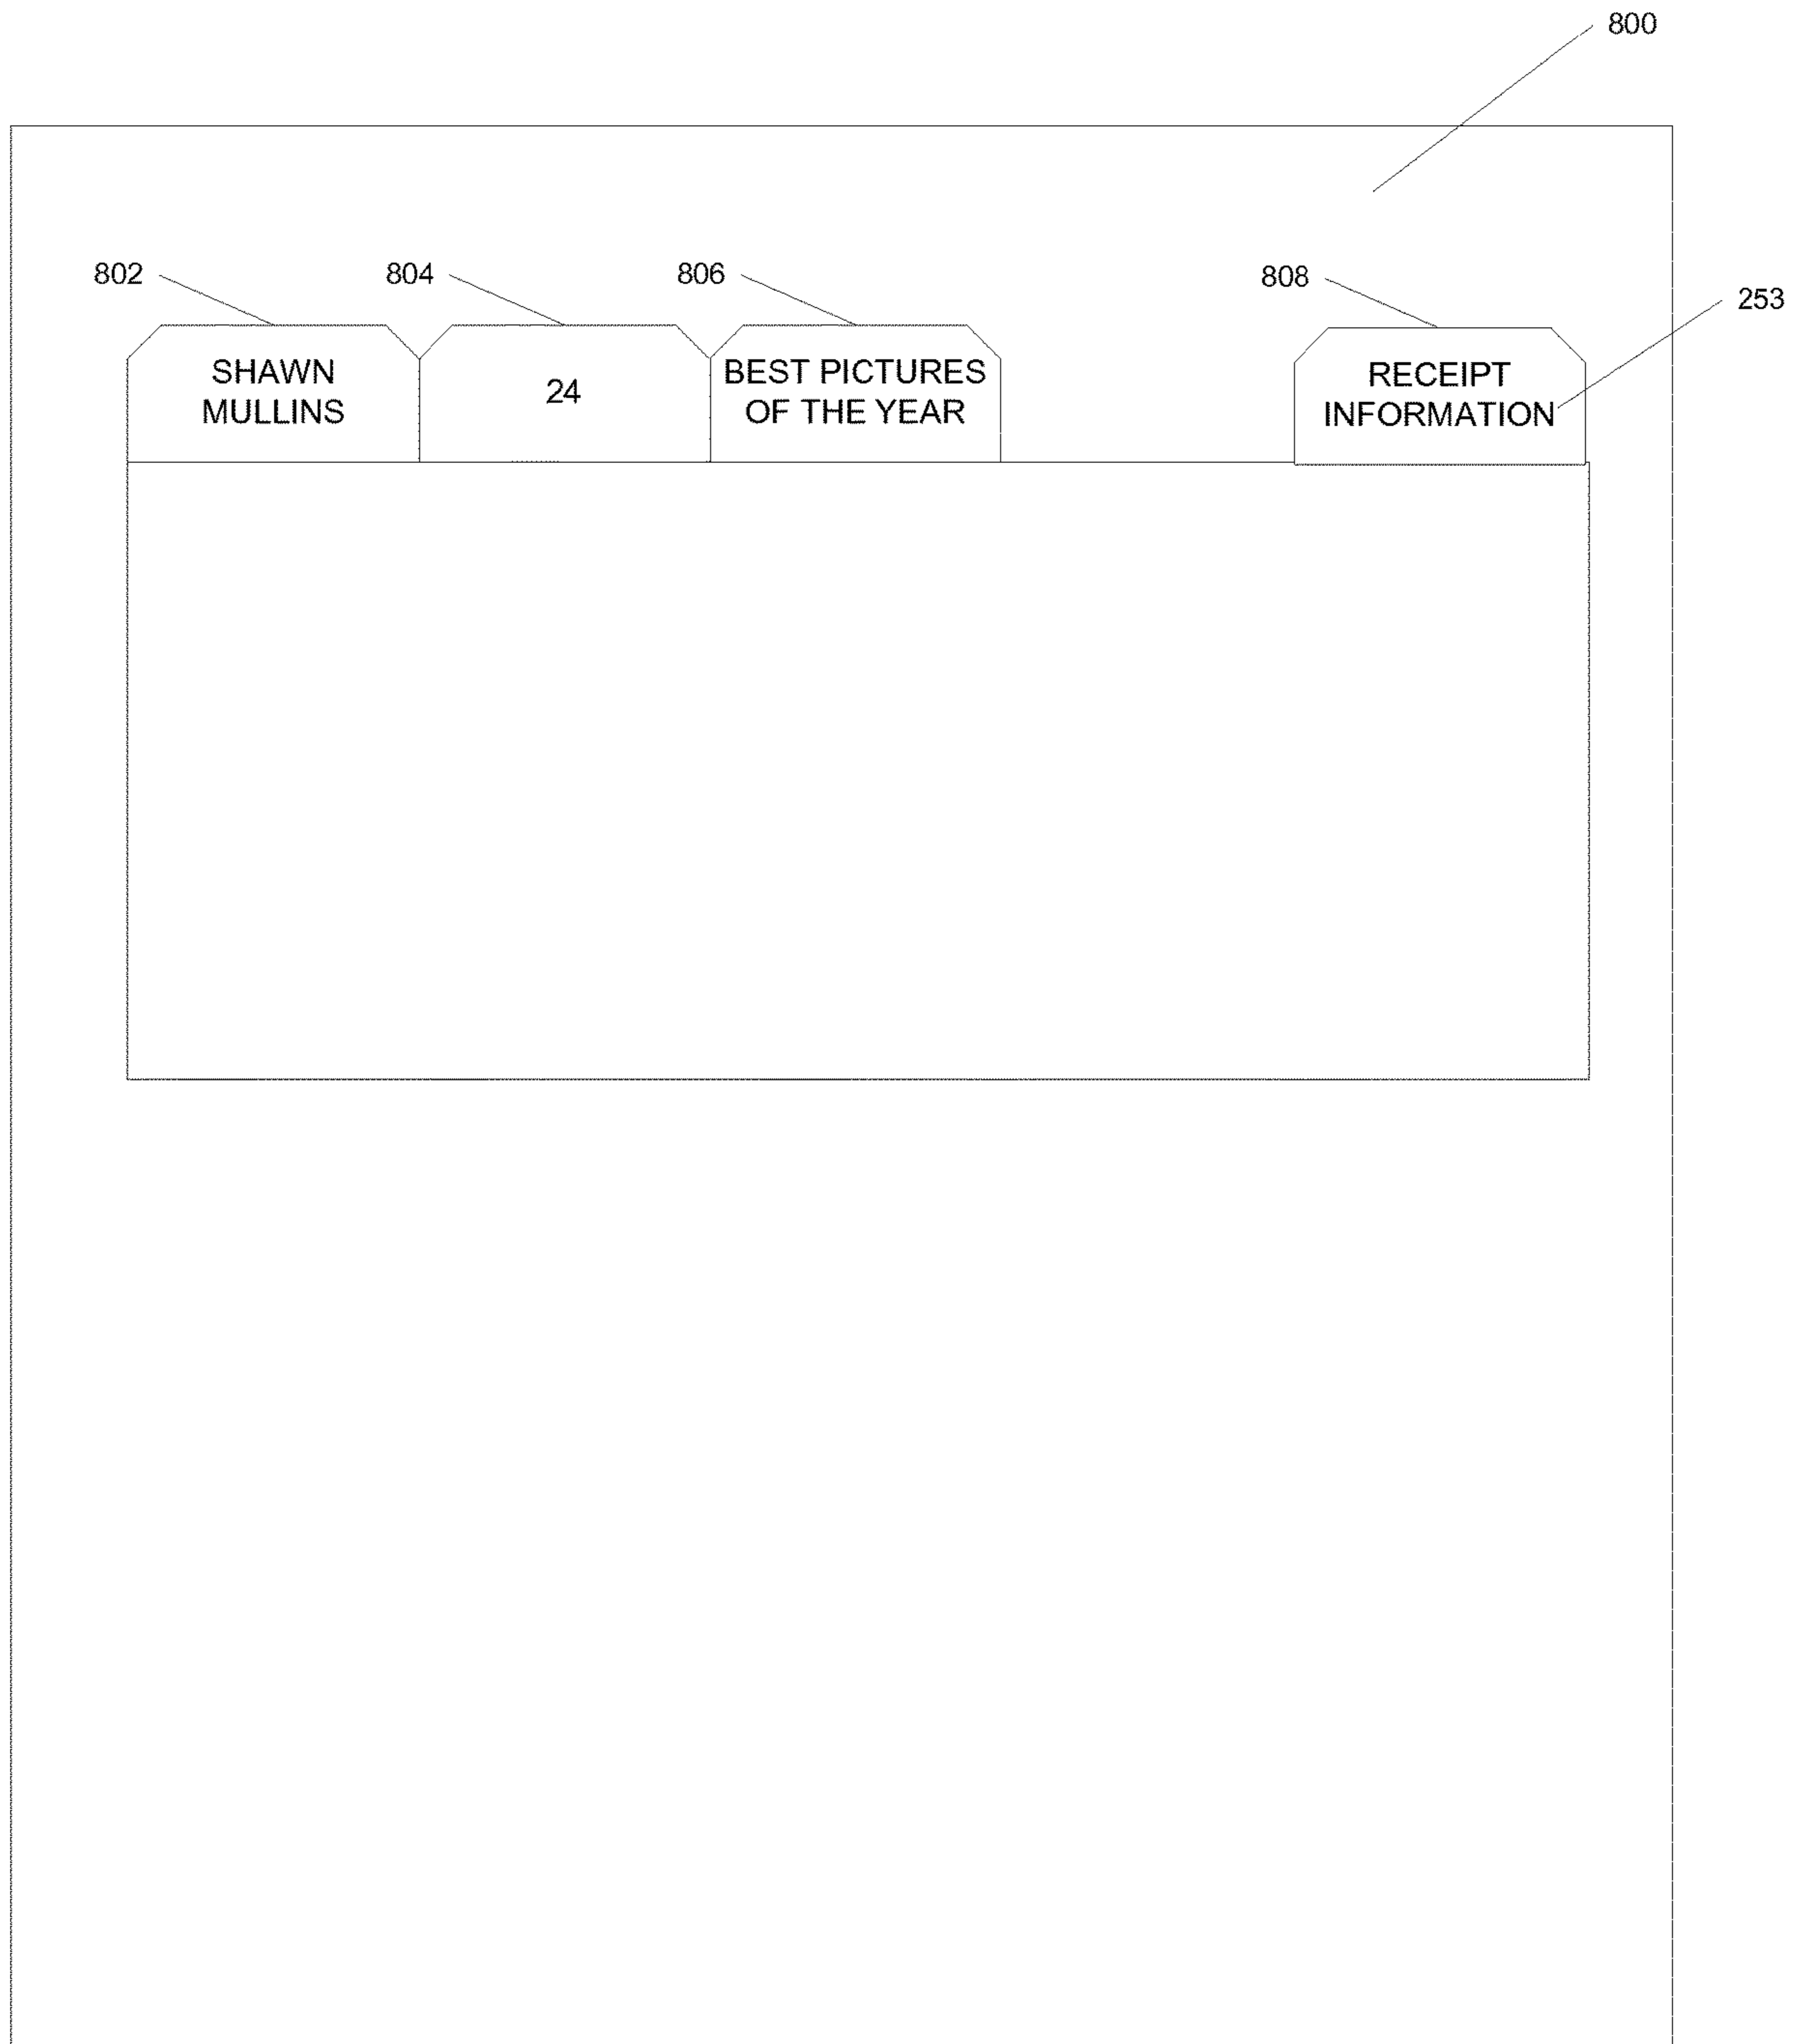 800
802
804
806
808
253
SHAWN
MULLINS
24
BEST PICTURES
OF THE YEAR
RECEIPT
INFORMATION